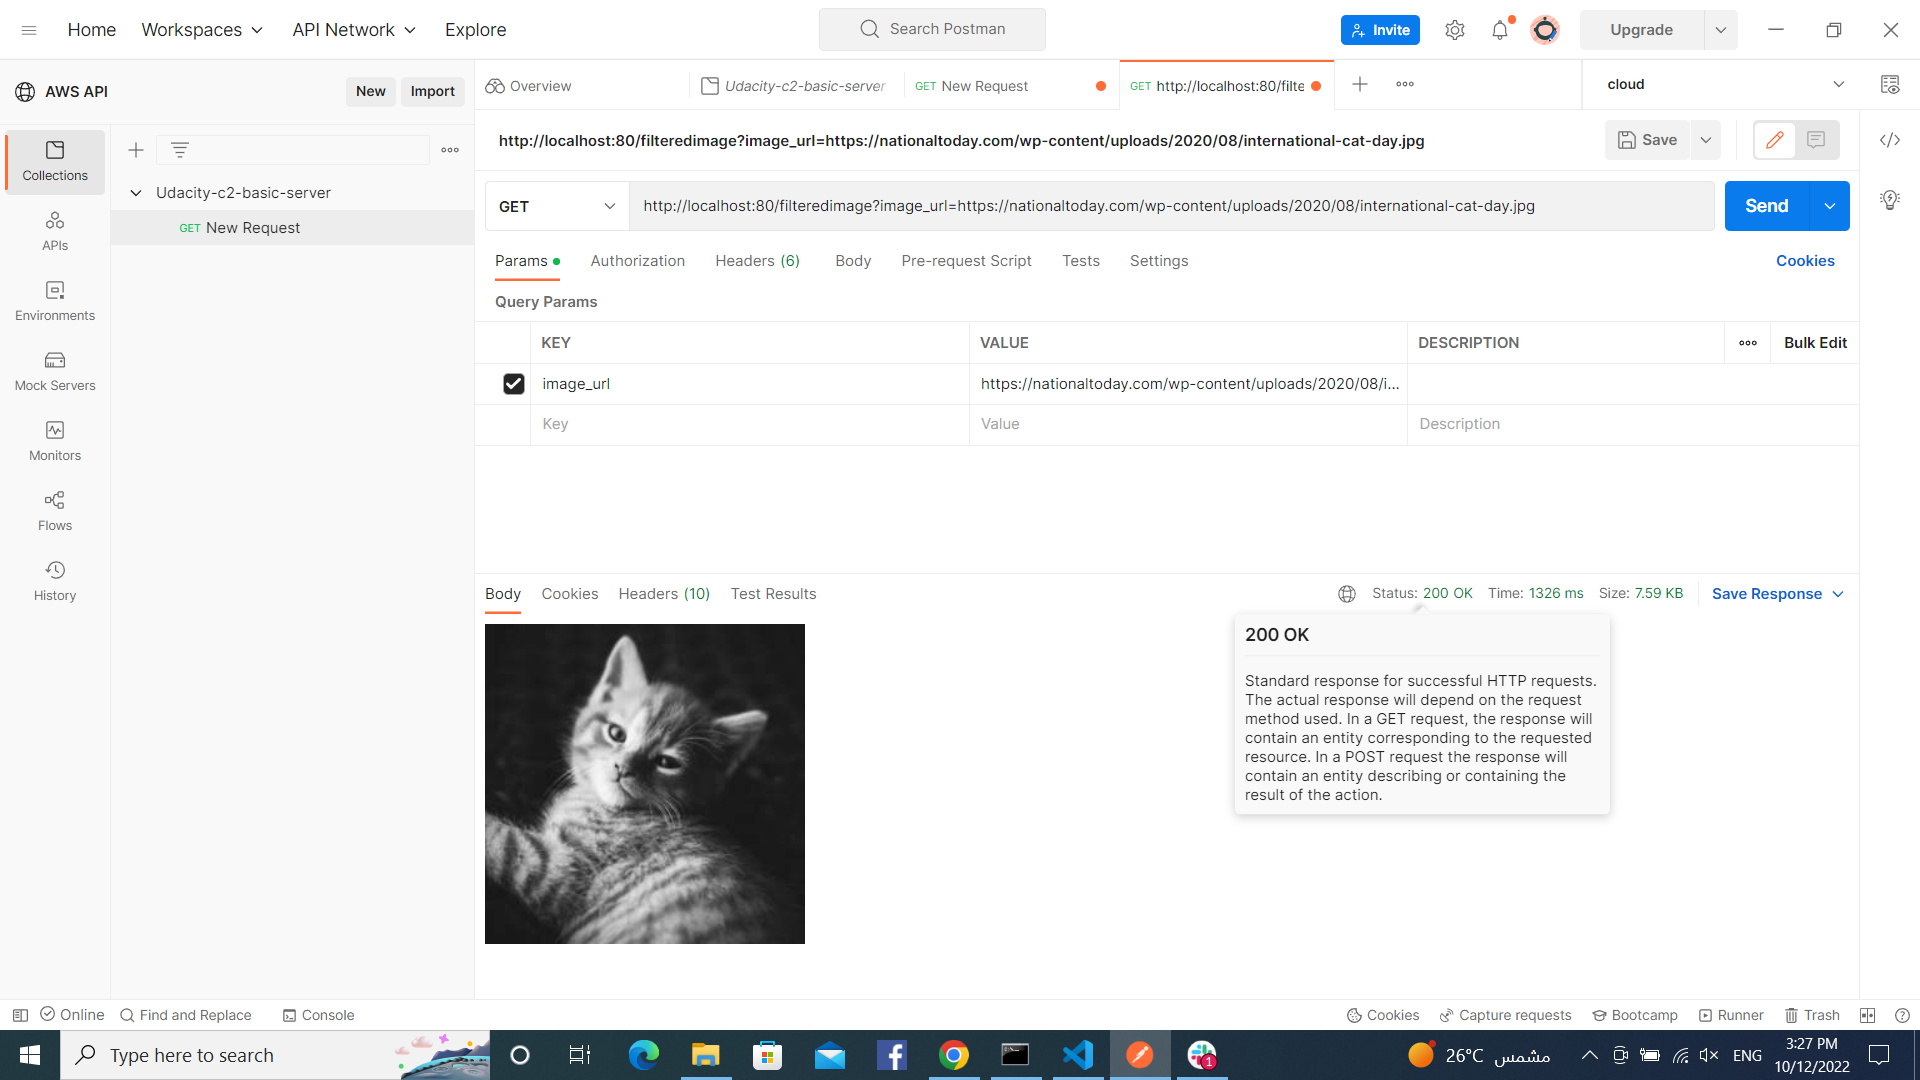 Home
Workspaces
API Network
Explore
Search Postman
Invite
Upgrade
AWS API
New
Import
Overview
Udacity-c2-basic-server
GET New Request
GET http://localhost:80/filte
cloud
http://localhost:80/filteredimage?image_url=https://nationaltoday.com/wp-content/uploads/2020/08/international-cat-day.jpg
Save
Collections
APIs
Environments
Mock Servers
Monitors
Flows
History
Udacity-c2-basic-server
GET New Request
GET
http://localhost:80/filteredimage?image_url=https://nationaltoday.com/wp-content/uploads/2020/08/international-cat-day.jpg
Send
Params
Authorization
Headers (6)
Body
Pre-request Script
Tests
Settings
Cookies
Query Params
KEY
VALUE
DESCRIPTION
Bulk Edit
image_url
https://nationaltoday.com/wp-content/uploads/2020/08/i...
Key
Value
Description
Body
Cookies
Headers (10)
Test Results
Status: 200 OK
Time: 1326 ms
Size: 7.59 KB
Save Response
200 OK
Standard response for successful HTTP requests.
The actual response will depend on the request
method used. In a GET request, the response will
contain an entity corresponding to the requested
resource. In a POST request the response will
contain an entity describing or containing the
result of the action.
Online
Find and Replace
Console
Cookies
Capture requests
Bootcamp
Runner
Trash
Type here to search
1
26°C مشمس
ENG
3:27 PM
10/12/2022